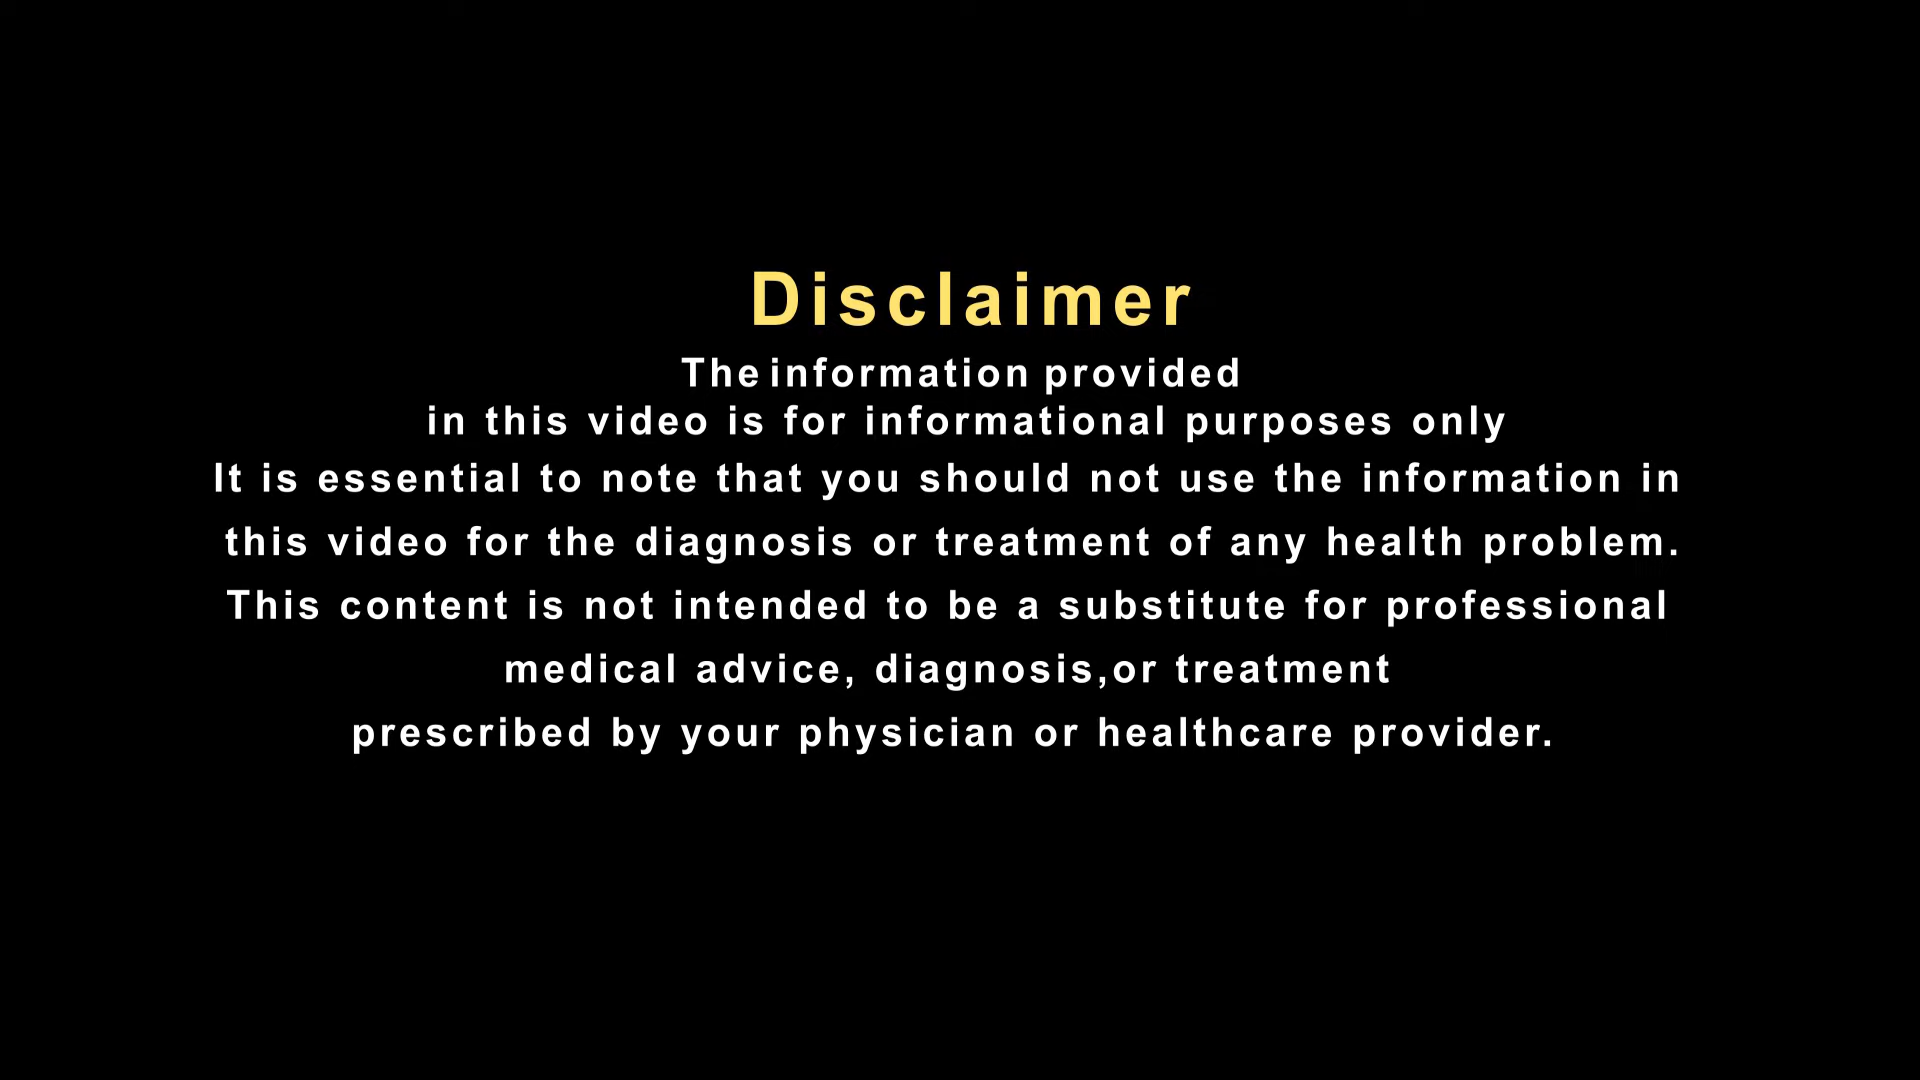 Disclaimer
The information provided
in this video is for informational purposes only
It is essential to note that you should not use the information in
this video for the diagnosis or treatment of any health problem.
This content is not intended to be a substitute for professional
medical advice, diagnosis,or treatment
prescribed by your physician or healthcare provider.